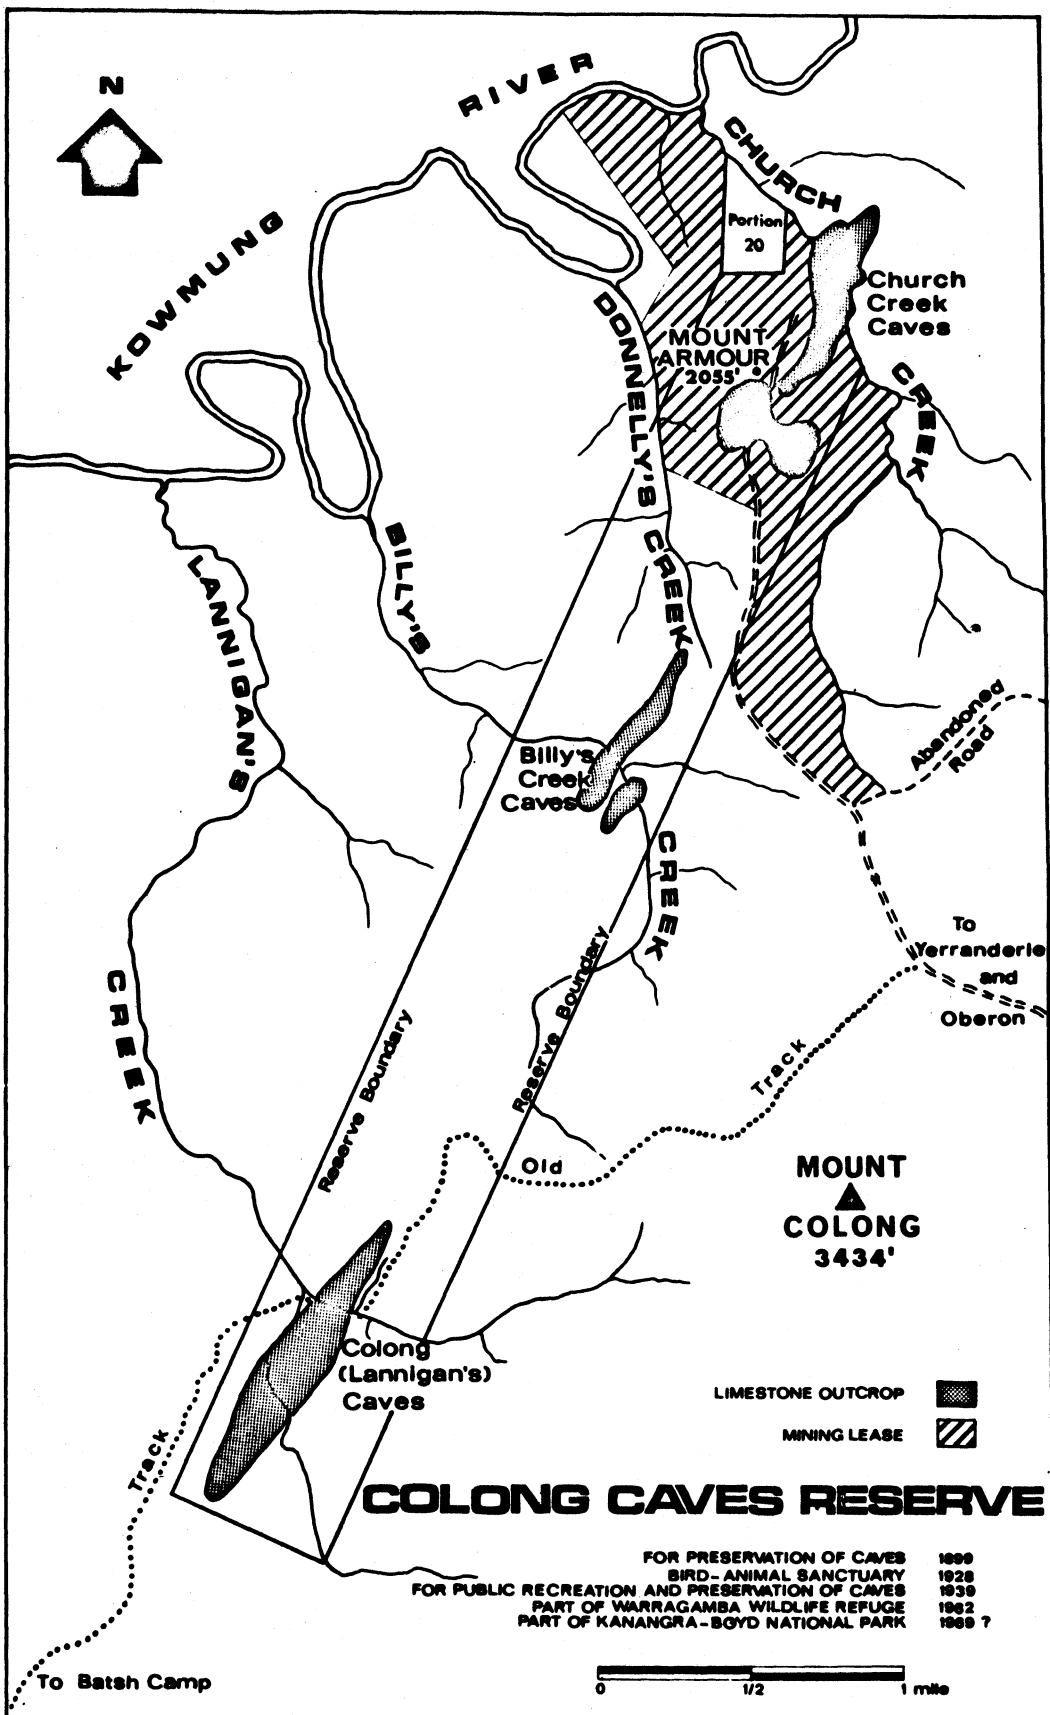 N
KOWMUNG RIVER
CHURCH CREEK
Portion
20
Church
Creek
Caves
MOUNT
ARMOUR
2055'
DONNELLY'S CREEK
BILLY'S CREEK
LANNIGAN'S CREEK
Abandoned
Road
Billy's
Creek
Caves
To
Yerranderie
and
Oberon
Reserve Boundary
Reserve Boundary
Old Track
MOUNT
COLONG
3434'
Colong
(Lannigan's)
Caves
Track
LIMESTONE OUTCROP
MINING LEASE
COLONG CAVES RESERVE
FOR PRESERVATION OF CAVES 1899
BIRD-ANIMAL SANCTUARY 1928
FOR PUBLIC RECREATION AND PRESERVATION OF CAVES 1939
PART OF WARRAGAMBA WILDLIFE REFUGE 1962
PART OF KANANGRA-BOYD NATIONAL PARK 1969 ?
To Batsh Camp
0 1/2 1 mile